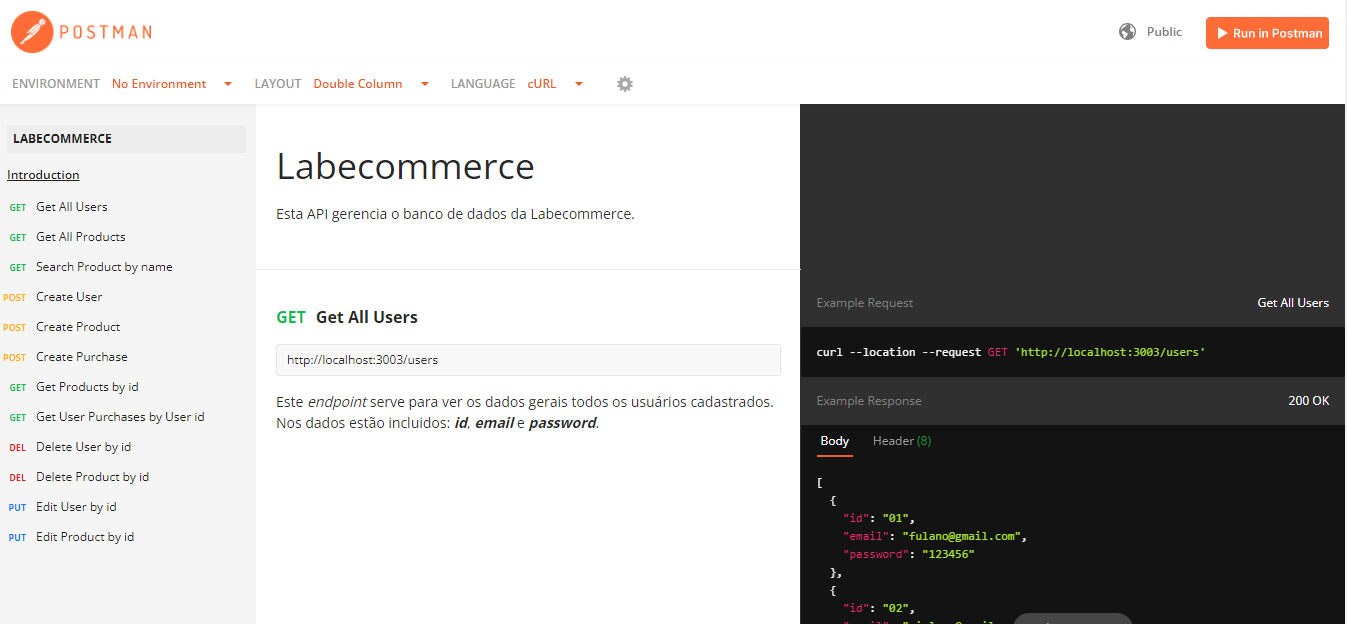 POSTMAN
Public
Run in Postman
ENVIRONMENT No Environment LAYOUT Double Column LANGUAGE cURL
LABECOMMERCE
Introduction
GET Get All Users
GET Get All Products
GET Search Product by name
POST Create User
POST Create Product
POST Create Purchase
GET Get Products by id
GET Get User Purchases by User id
DEL Delete User by id
DEL Delete Product by id
PUT Edit User by id
PUT Edit Product by id
Labecommerce
Esta API gerencia o banco de dados da Labecommerce.
GET Get All Users
http://localhost:3003/users
Este endpoint serve para ver os dados gerais todos os usuários cadastrados.
Nos dados estão incluidos: id, email e password.
Example Request Get All Users
curl --location --request GET 'http://localhost:3003/users'
Example Response 200 OK
Body Header (8)
[
{
"id": "01",
"email": "fulano@gmail.com",
"password": "123456"
},
{
"id": "02",